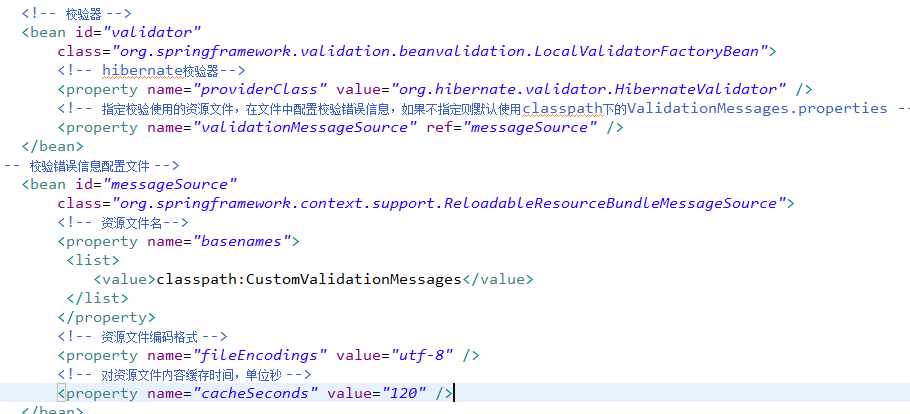 <!-- 校验器 -->
<bean id="validator"
class="org.springframework.validation.beanvalidation.LocalValidatorFactoryBean">
<!-- hibernate校验器-->
<property name="providerClass" value="org.hibernate.validator.HibernateValidator" />
<!-- 指定校验使用的资源文件，在文件中配置校验错误信息，如果不指定则默认使用classpath下的ValidationMessages.properties --
<property name="validationMessageSource" ref="messageSource" />
</bean>
-- 校验错误信息配置文件 -->
<bean id="messageSource"
class="org.springframework.context.support.ReloadableResourceBundleMessageSource">
<!-- 资源文件名-->
<property name="basenames">
<list>
<value>classpath:CustomValidationMessages</value>
</list>
</property>
<!-- 资源文件编码格式 -->
<property name="fileEncodings" value="utf-8" />
<!-- 对资源文件内容缓存时间，单位秒 -->
<property name="cacheSeconds" value="120" />
</bean>